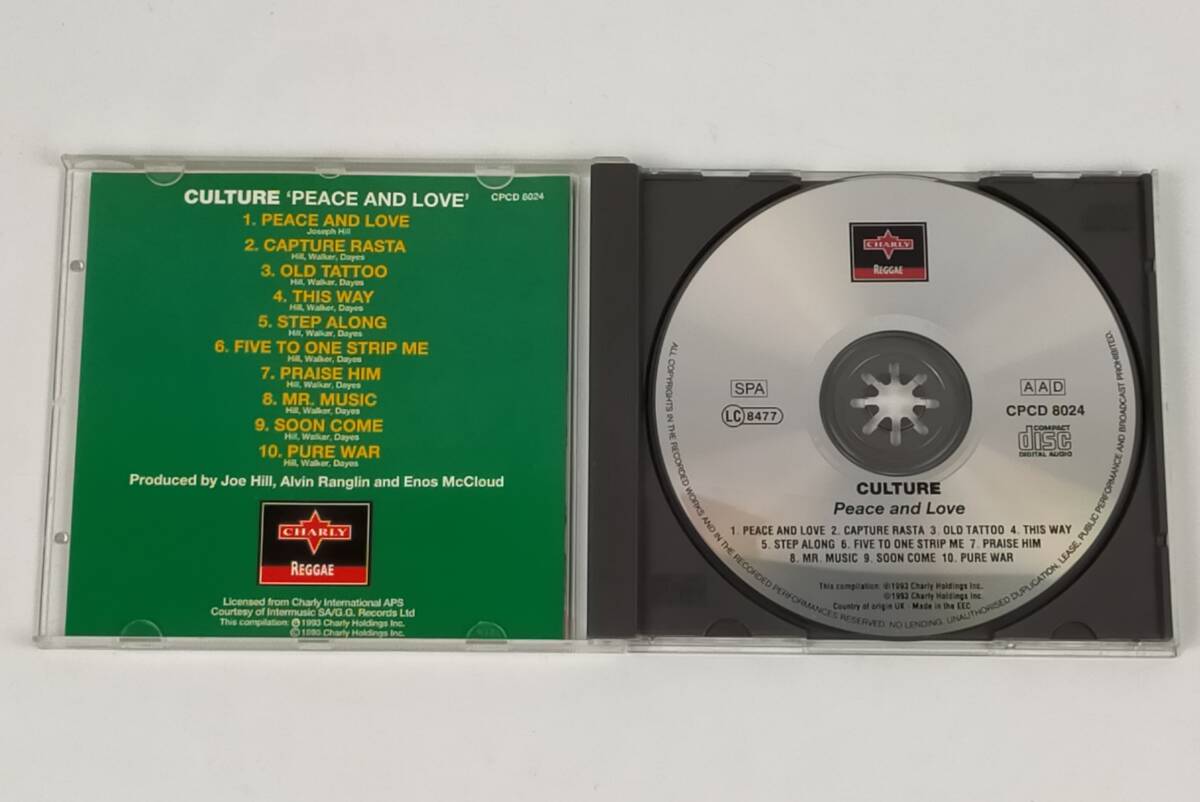 CULTURE 'PEACE AND LOVE' CPCD 8024
1. PEACE AND LOVE
Joseph Hill
2. CAPTURE RASTA
Hill, Walker, Dayes
3. OLD TATTOO
Hill, Walker, Dayes
4. THIS WAY
Hill, Walker, Dayes
5. STEP ALONG
Hill, Walker, Dayes
6. FIVE TO ONE STRIP ME
Hill, Walker, Dayes
7. PRAISE HIM
Hill, Walker, Dayes
8. MR. MUSIC
Hill, Walker, Dayes
9. SOON COME
Hill, Walker, Dayes
10. PURE WAR
Hill, Walker, Dayes
Produced by Joe Hill, Alvin Ranglin and Enos McCloud
CHARLY
REGGAE
Licensed from Charly International APS
Courtesy of Intermusic SA/G.G. Records Ltd
This compilation: ℗ 1993 Charly Holdings Inc.
© 1993 Charly Holdings Inc.
CHARLY
REGGAE
SPA
LC 8477
AAD
CPCD 8024
COMPACT
disc
DIGITAL AUDIO
CULTURE
Peace and Love
1. PEACE AND LOVE 2. CAPTURE RASTA 3. OLD TATTOO 4. THIS WAY
5. STEP ALONG 6. FIVE TO ONE STRIP ME 7. PRAISE HIM
8. MR. MUSIC 9. SOON COME 10. PURE WAR
This compilation: ℗1993 Charly Holdings Inc.
©1993 Charly Holdings Inc.
Country of origin UK · Made in the EEC
ALL COPYRIGHTS IN THE RECORDED WORKS AND IN THE RECORDED PERFORMANCES RESERVED. NO LENDING, UNAUTHORISED DUPLICATION, LEASE, PUBLIC PERFORMANCE AND BROADCAST PROHIBITED.